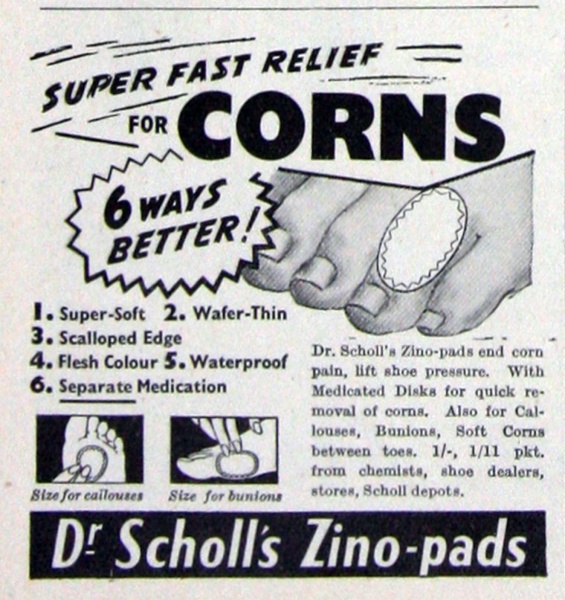 SUPER FAST RELIEF
FOR CORNS
6 WAYS
BETTER!
1. Super-Soft 2. Wafer-Thin
3. Scalloped Edge
4. Flesh Colour 5. Waterproof
6. Separate Medication
Size for callouses
Size for bunions
Dr. Scholl's Zino-pads end corn
pain, lift shoe pressure. With
Medicated Disks for quick re-
moval of corns. Also for Cal-
louses, Bunions, Soft Corns
between toes. 1/-, 1/11 pkt.
from chemists, shoe dealers,
stores, Scholl depots.
Dr Scholl's Zino-pads